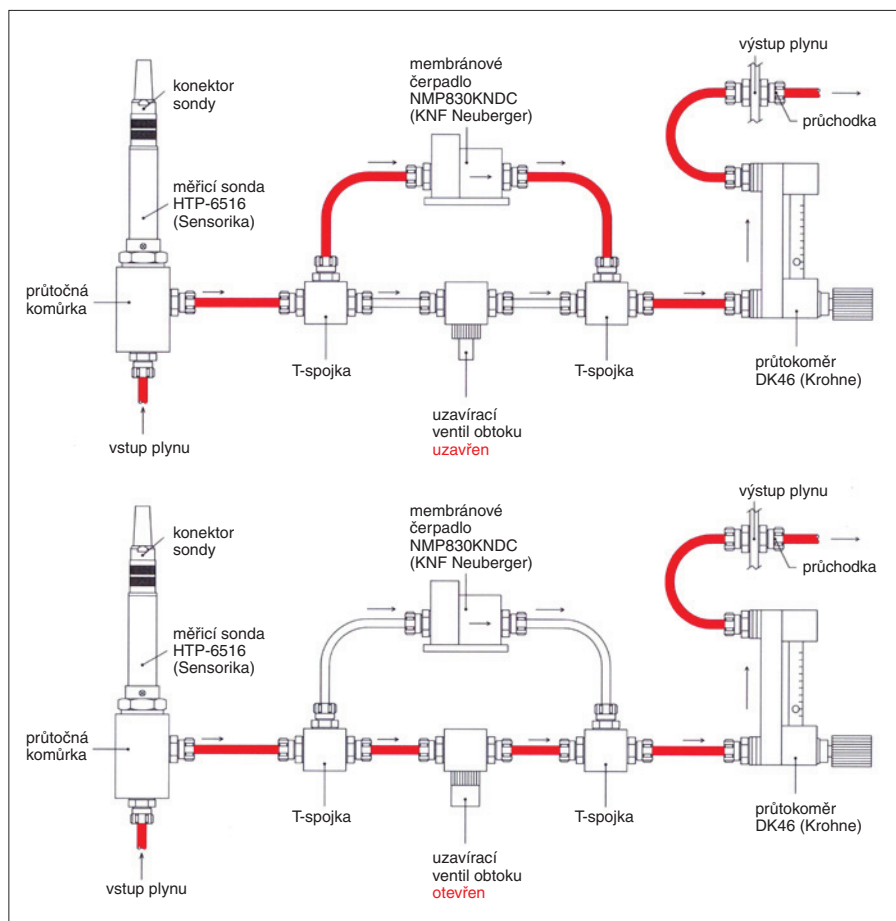 konektor
sondy
měřicí sonda
HTP-6516
(Sensorika)
průtočná
komůrka
vstup plynu
membránové
čerpadlo
NMP830KNDC
(KNF Neuberger)
T-spojka
uzavírací
ventil obtoku
uzavřen
T-spojka
výstup plynu
průchodka
průtokoměr
DK46 (Krohne)
konektor
sondy
měřicí sonda
HTP-6516
(Sensorika)
průtočná
komůrka
vstup plynu
membránové
čerpadlo
NMP830KNDC
(KNF Neuberger)
T-spojka
uzavírací
ventil obtoku
otevřen
T-spojka
výstup plynu
průchodka
průtokoměr
DK46 (Krohne)